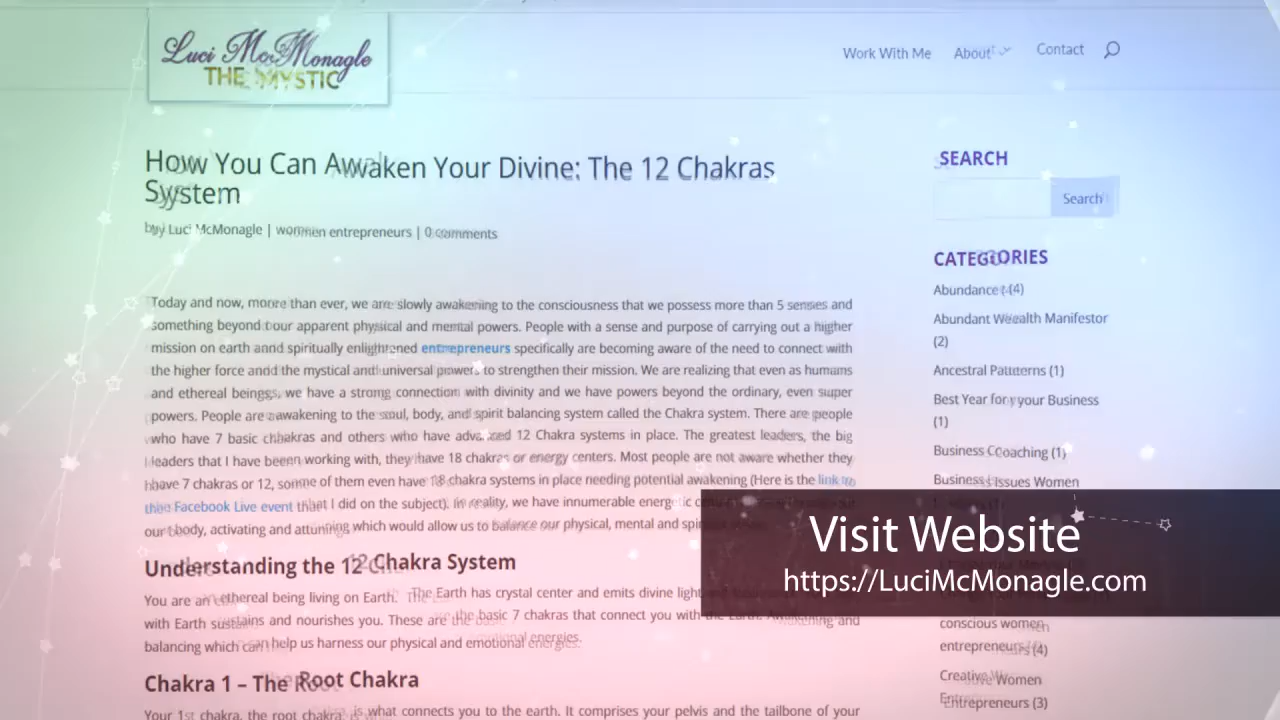 Luci McMonagle
THE MYSTIC
Work With Me About Contact
How You Can Awaken Your Divine: The 12 Chakras
System
by Luci McMonagle | women entrepreneurs | 0 comments
Today and now, more than ever, we are slowly awakening to the consciousness that we possess more than 5 senses and
something beyond our apparent physical and mental powers. People with a sense and purpose of carrying out a higher
mission on earth and spiritually enlightened entrepreneurs specifically are becoming aware of the need to connect with
the higher force and the mystical and universal powers to strengthen their mission. We are realizing that even as humans
and ethereal beings, we have a strong connection with divinity and we have powers beyond the ordinary, even super
powers. People are awakening to the soul, body, and spirit balancing system called the Chakra system. There are people
who have 7 basic chakras and others who have advanced 12 Chakra systems in place. The greatest leaders, the big
leaders that I have been working with, they have 18 chakras or energy centers. Most people are not aware whether they
have 7 chakras or 12, some of them even have 18 chakra systems in place needing potential awakening (Here is the link to
the Facebook Live event that I did on the subject). In reality, we have innumerable energetic
our body, activating and attuning which would allow us to balance our physical, mental and
Understanding the 12 Chakra System
You are an ethereal being living on Earth. The Earth has crystal center and emits divine
with Earth sustains and nourishes you. These are the basic 7 chakras that connect you with the Earth. Awakening and
balancing which can help us harness our physical and emotional energies.
Chakra 1 – The Root Chakra
Your 1st chakra, the root chakra, is what connects you to the earth. It comprises your pelvis and the tailbone of your
SEARCH
Search
CATEGORIES
Abundance (4)
Abundant Wealth Manifestor
(2)
Ancestral Patterns (1)
Best Year for your Business
(1)
Business Coaching (1)
Business Issues Women
Visit Website
https://LuciMcMonagle.com
conscious women
entrepreneurs (4)
Creative Women
Entrepreneurs (3)